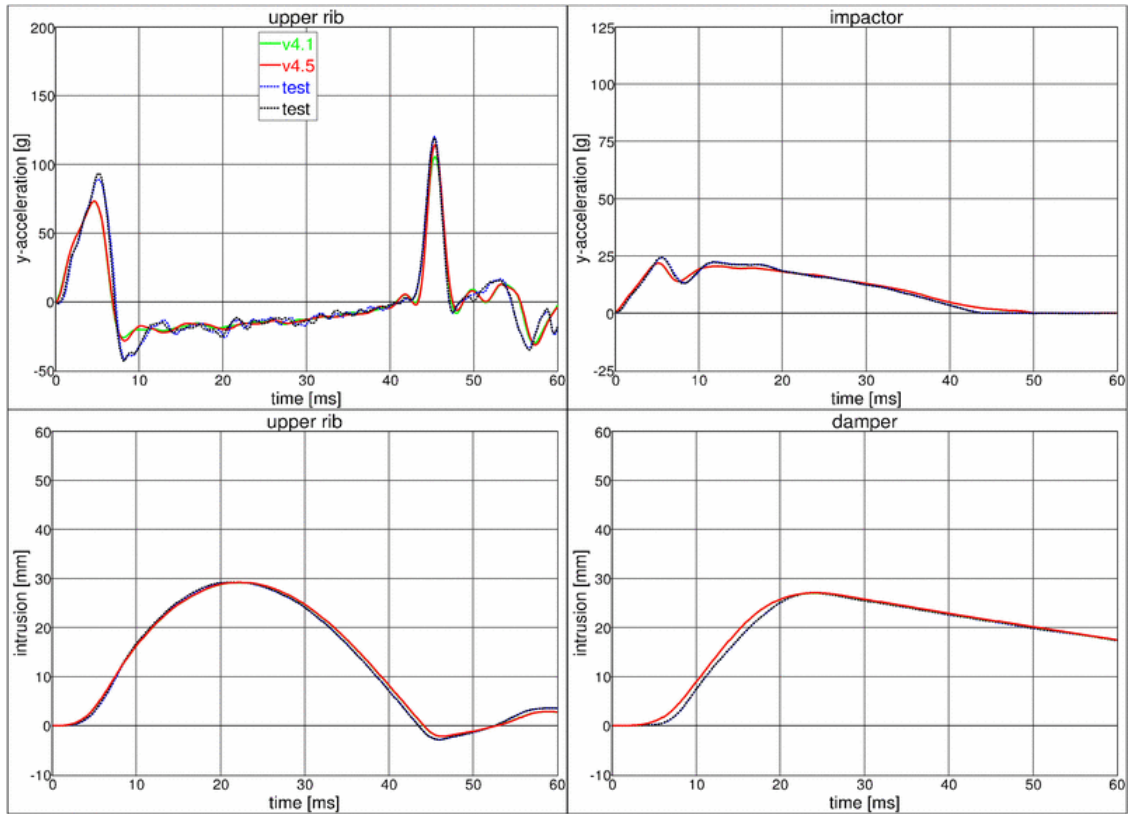 upper rib
200
150
100
50
0
-50
y-acceleration [g]
v4.1
v4.5
test
test
0 10 20 30 40 50 60
time [ms]
impactor
125
100
75
50
25
0
-25
y-acceleration [g]
0 10 20 30 40 50 60
time [ms]
upper rib
60
50
40
30
20
10
0
-10
intrusion [mm]
0 10 20 30 40 50 60
time [ms]
damper
60
50
40
30
20
10
0
-10
intrusion [mm]
0 10 20 30 40 50 60
time [ms]